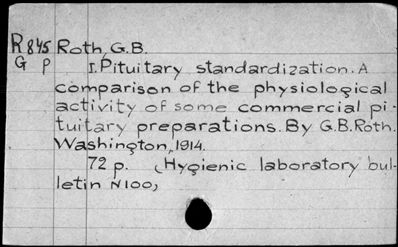 R845 Roth, G.B.
G P I. Pituitary standardization. A
comparison of the physiological
activity of some commercial pi-
tuitary preparations. By G.B. Roth.
Washington, 1914.
72 p. (Hygienic laboratory bul-
letin N100)